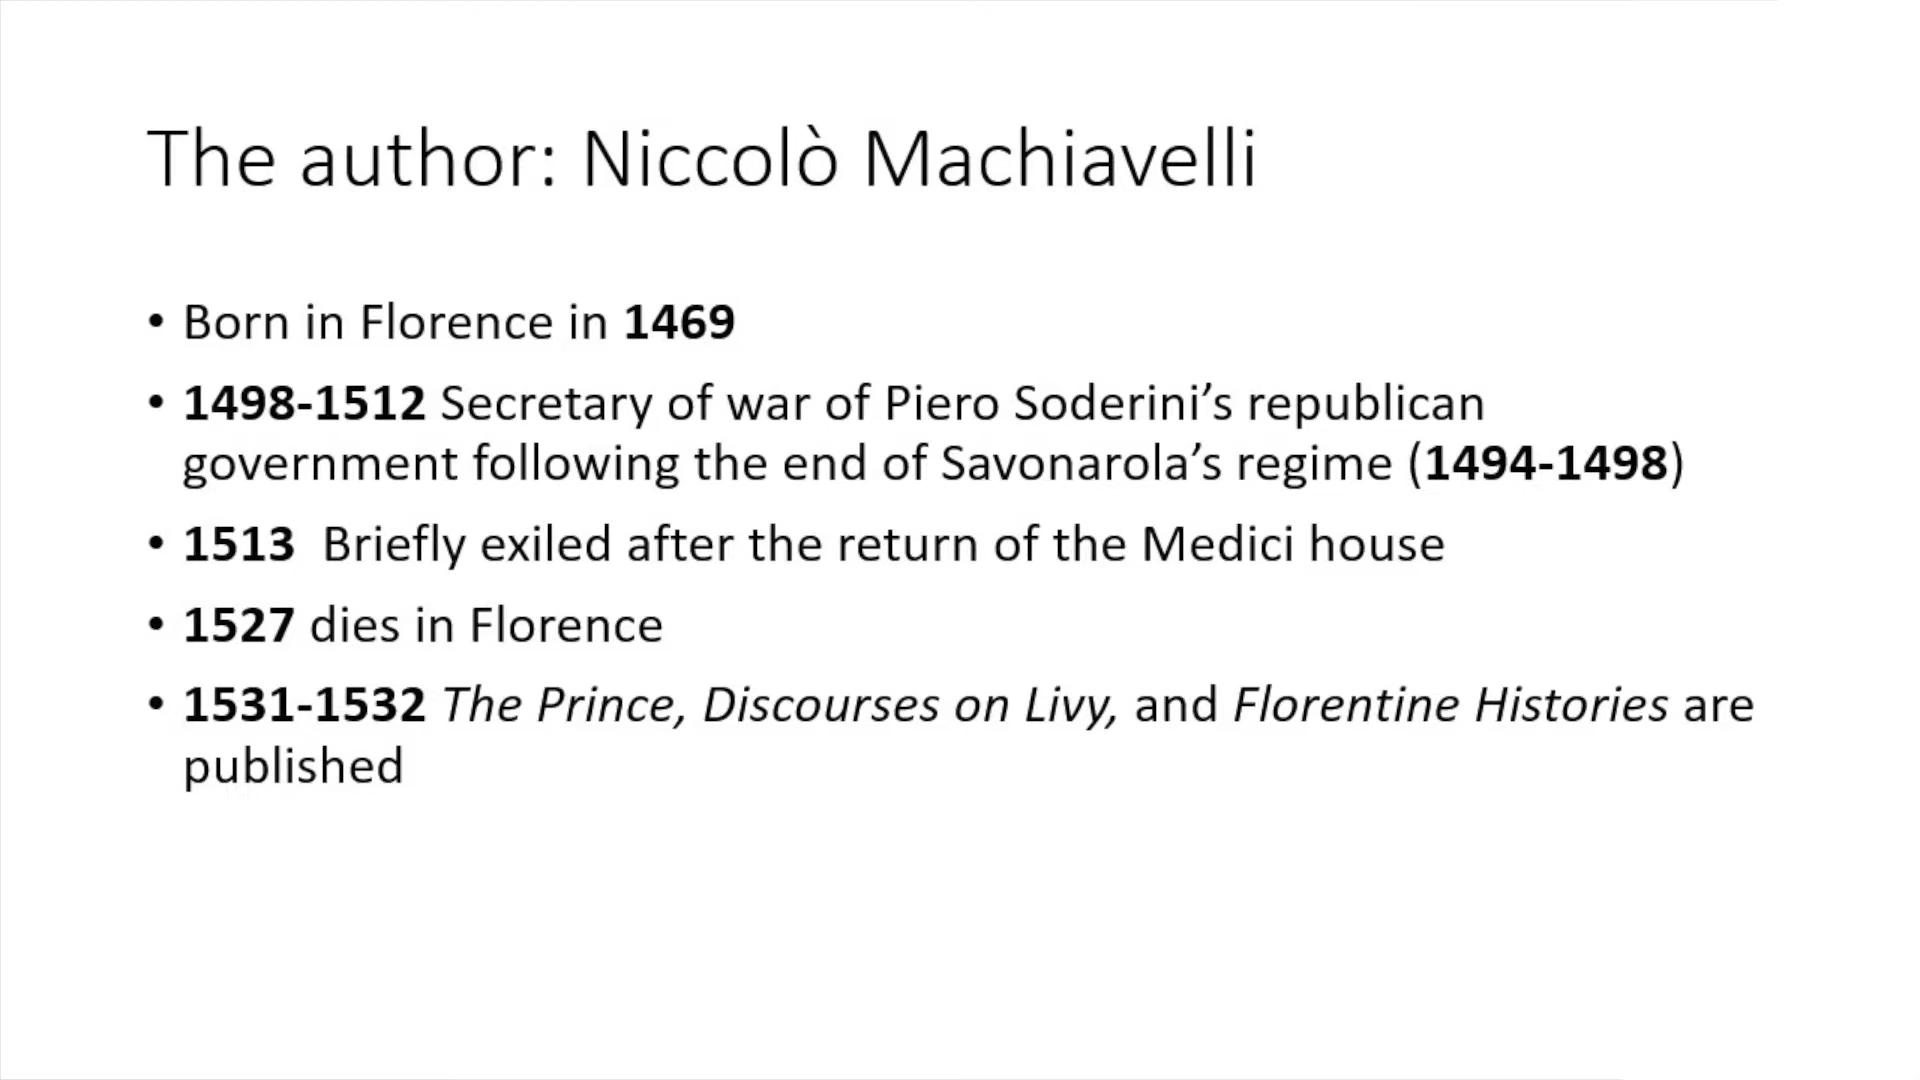 The author: Niccolò Machiavelli
• Born in Florence in 1469
• 1498-1512 Secretary of war of Piero Soderini’s republican
government following the end of Savonarola’s regime (1494-1498)
• 1513  Briefly exiled after the return of the Medici house
• 1527 dies in Florence
• 1531-1532 The Prince, Discourses on Livy, and Florentine Histories are
published